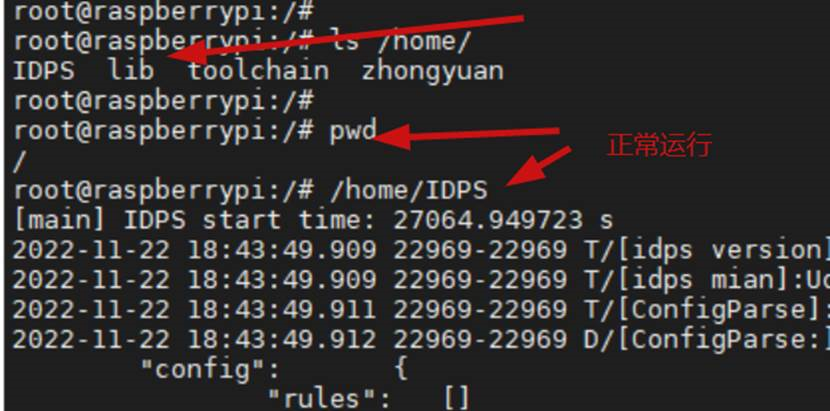 root@raspberrypi:/#
root@raspberrypi:/# ls /home/
IDPS  lib  toolchain  zhongyuan
root@raspberrypi:/#
root@raspberrypi:/# pwd
正常运行
/
root@raspberrypi:/# /home/IDPS
[main] IDPS start time: 27064.949723 s
2022-11-22 18:43:49.909 22969-22969 T/[idps version]
2022-11-22 18:43:49.909 22969-22969 T/[idps mian]:Uc
2022-11-22 18:43:49.911 22969-22969 T/[ConfigParse]:
2022-11-22 18:43:49.912 22969-22969 D/[ConfigParse:]
"config":       {
"rules":   []